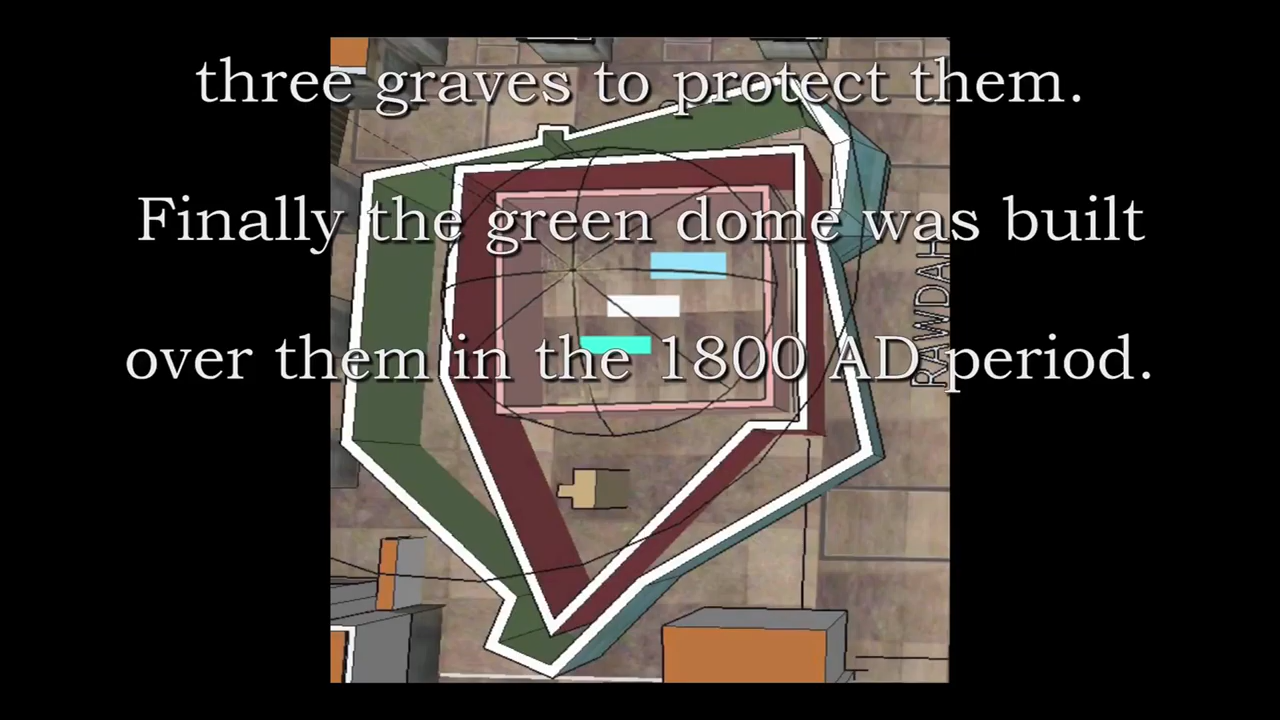 three graves to protect them.
Finally the green dome was built
over them in the 1800 AD period.
RAWDAH